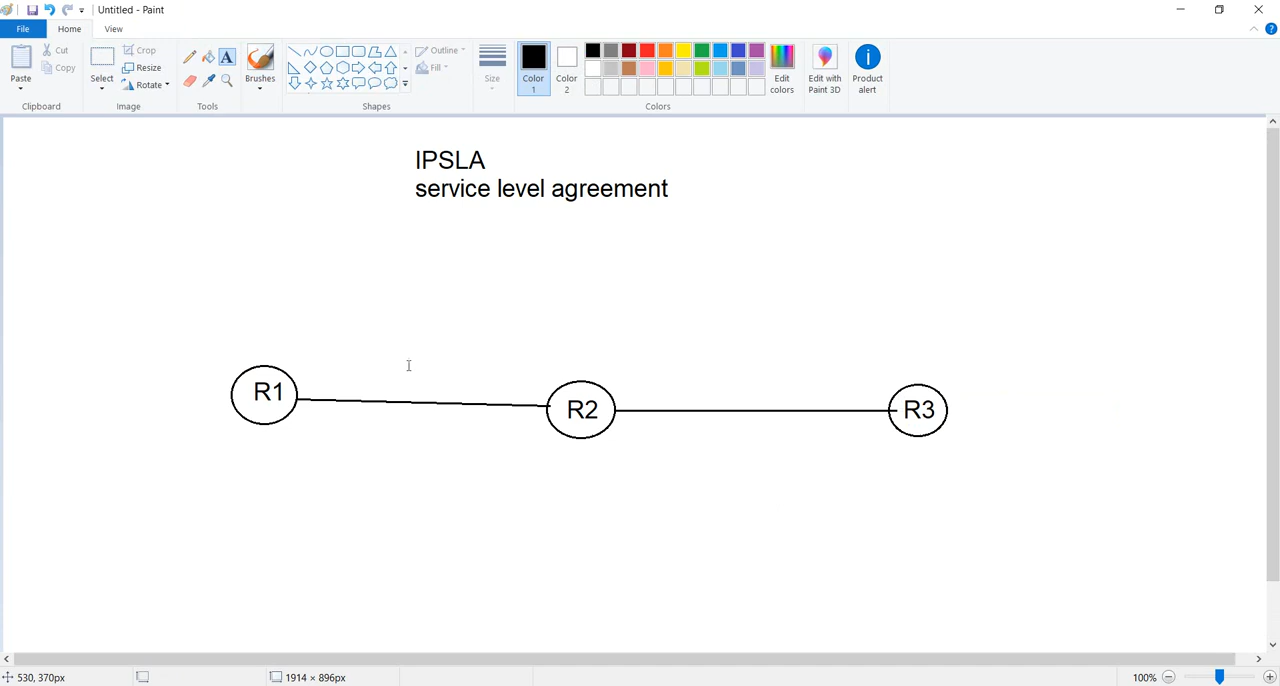 Untitled - Paint
File Home View
Cut
Copy
Paste
Clipboard
Crop
Resize
Rotate
Select
Image
A
Tools
Brushes
Outline
Fill
Shapes
Size
Color 1
Color 2
Edit colors
Colors
Edit with Paint 3D
Product alert
IPSLA
service level agreement
R1
R2
R3
530, 370px
1914 × 896px
100%